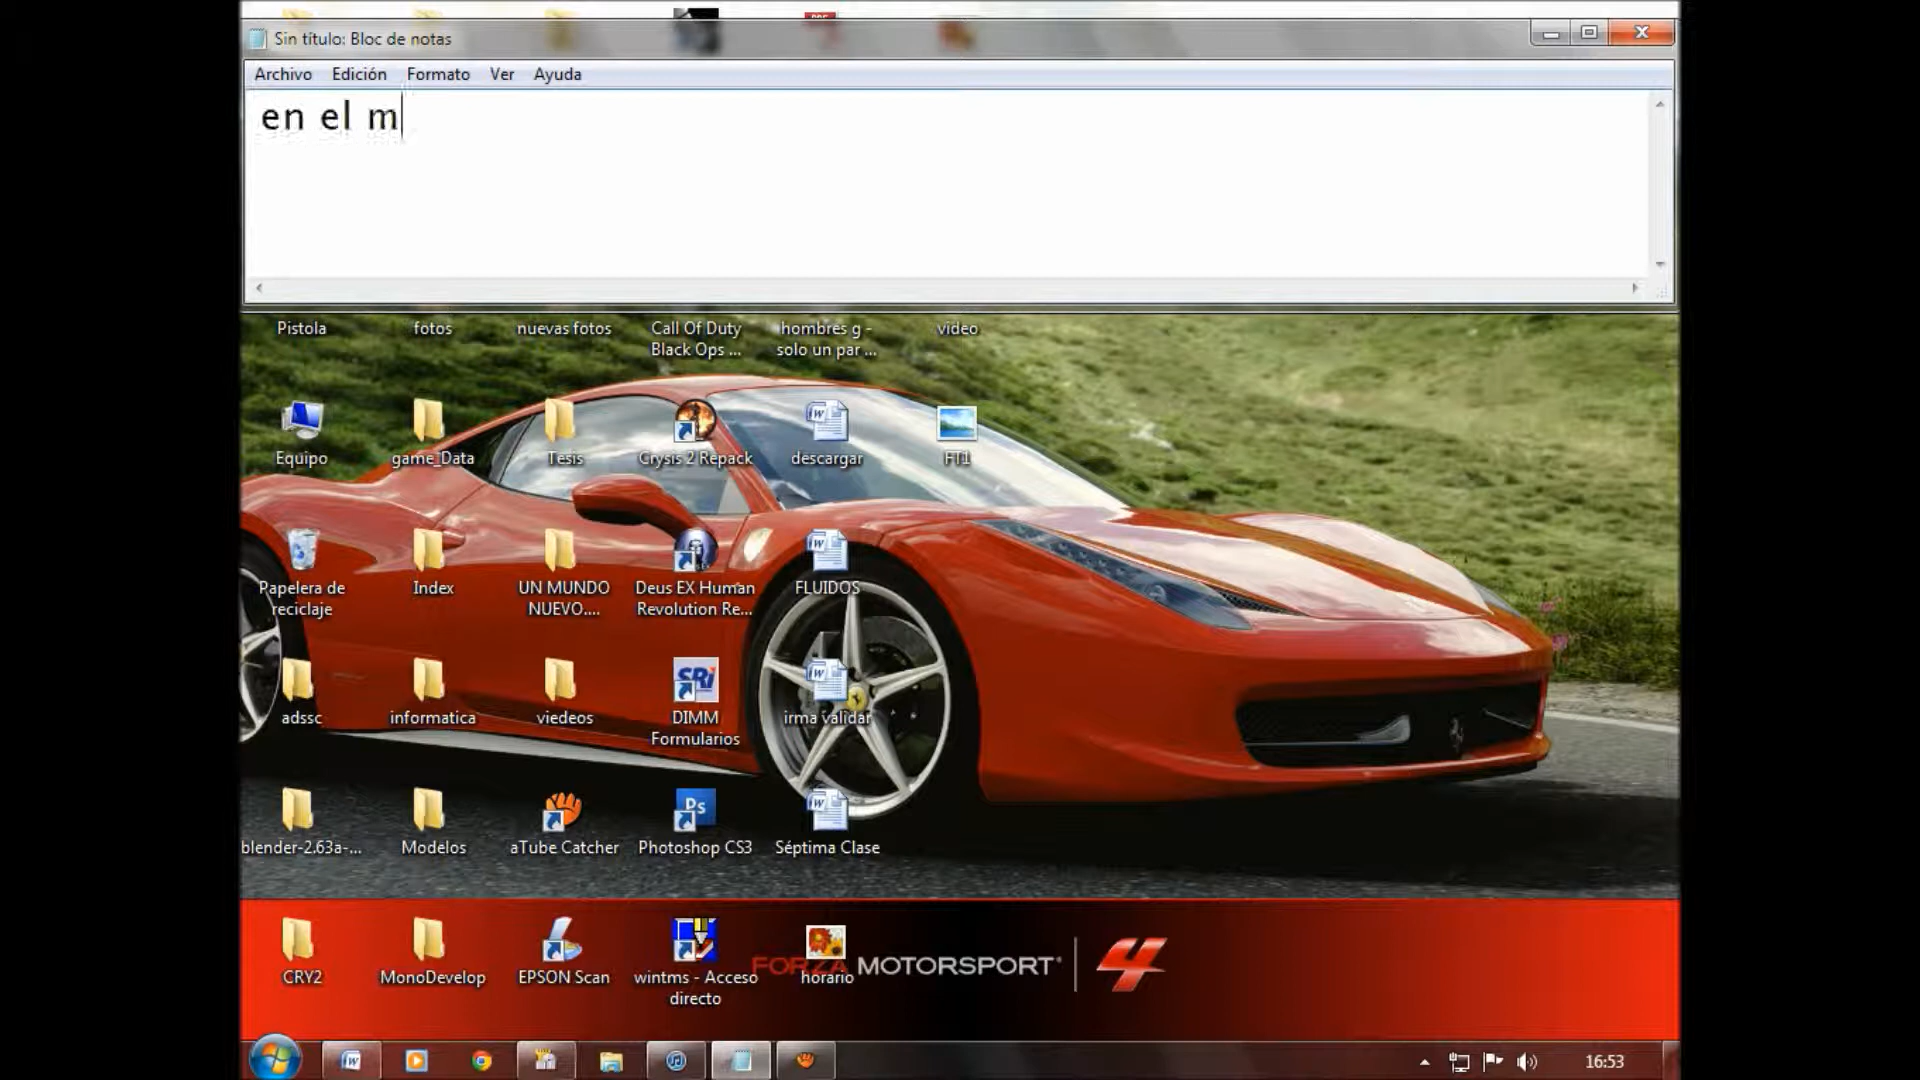 Sin título: Bloc de notas
Archivo Edición Formato Ver Ayuda
en el m
Pistola
fotos
nuevas fotos
Call Of Duty
Black Ops ...
hombres g -
solo un par ...
video
Equipo
game_Data
Tesis
Crysis 2 Repack
descargar
FT1
Papelera de
reciclaje
Index
UN MUNDO
NUEVO....
Deus EX Human
Revolution Re...
FLUIDOS
adssc
informatica
viedeos
SRi
DIMM
Formularios
irma validar
blender-2.63a-...
Modelos
aTube Catcher
Ps
Photoshop CS3
Séptima Clase
CRY2
MonoDevelop
EPSON Scan
wintms - Acceso
directo
horario
FORZA MOTORSPORT 4
16:53